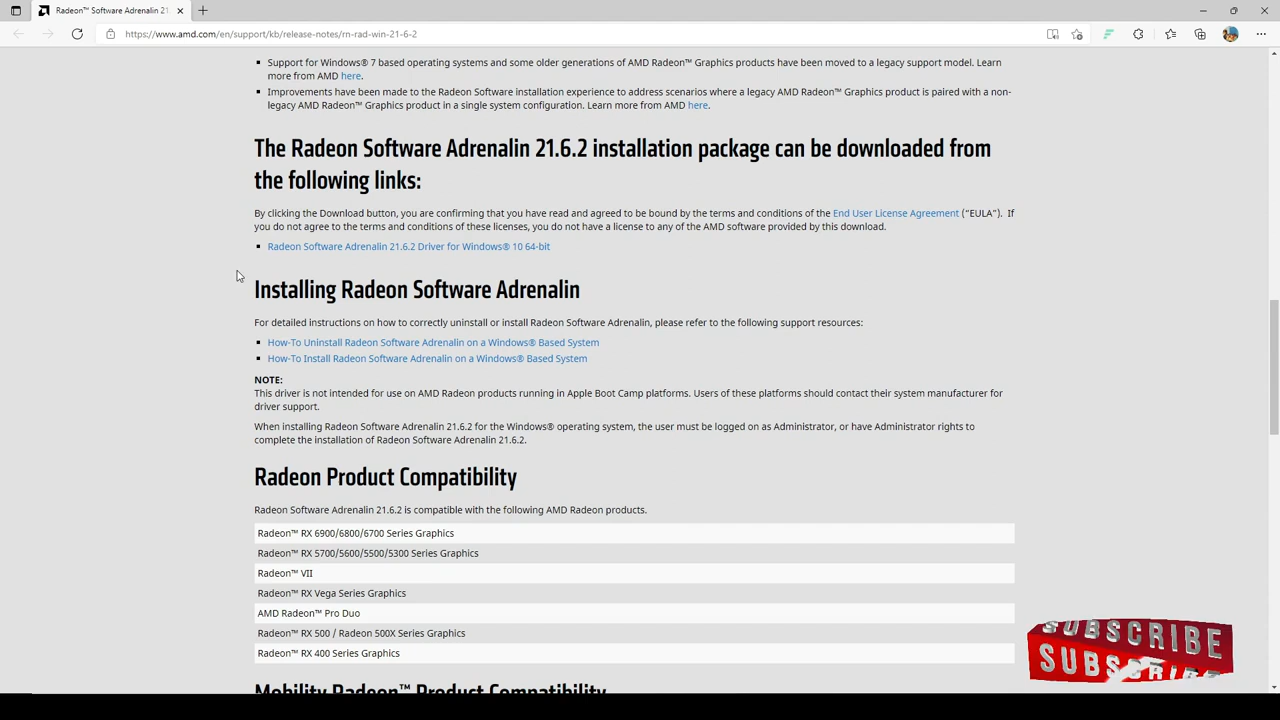 Radeon™ Software Adrenalin 21
https://www.amd.com/en/support/kb/release-notes/rn-rad-win-21-6-2
Support for Windows® 7 based operating systems and some older generations of AMD Radeon™ Graphics products have been moved to a legacy support model. Learn
more from AMD here.
Improvements have been made to the Radeon Software installation experience to address scenarios where a legacy AMD Radeon™ Graphics product is paired with a non-
legacy AMD Radeon™ Graphics product in a single system configuration. Learn more from AMD here.
The Radeon Software Adrenalin 21.6.2 installation package can be downloaded from
the following links:
By clicking the Download button, you are confirming that you have read and agreed to be bound by the terms and conditions of the End User License Agreement (“EULA”). If
you do not agree to the terms and conditions of these licenses, you do not have a license to any of the AMD software provided by this download.
Radeon Software Adrenalin 21.6.2 Driver for Windows® 10 64-bit
Installing Radeon Software Adrenalin
For detailed instructions on how to correctly uninstall or install Radeon Software Adrenalin, please refer to the following support resources:
How-To Uninstall Radeon Software Adrenalin on a Windows® Based System
How-To Install Radeon Software Adrenalin on a Windows® Based System
NOTE:
This driver is not intended for use on AMD Radeon products running in Apple Boot Camp platforms. Users of these platforms should contact their system manufacturer for
driver support.
When installing Radeon Software Adrenalin 21.6.2 for the Windows® operating system, the user must be logged on as Administrator, or have Administrator rights to
complete the installation of Radeon Software Adrenalin 21.6.2.
Radeon Product Compatibility
Radeon Software Adrenalin 21.6.2 is compatible with the following AMD Radeon products.
Radeon™ RX 6900/6800/6700 Series Graphics
Radeon™ RX 5700/5600/5500/5300 Series Graphics
Radeon™ VII
Radeon™ RX Vega Series Graphics
AMD Radeon™ Pro Duo
Radeon™ RX 500 / Radeon 500X Series Graphics
Radeon™ RX 400 Series Graphics
SUBSCRIBE
SUBSCRIBE
Mobility Radeon™ Product Compatibility